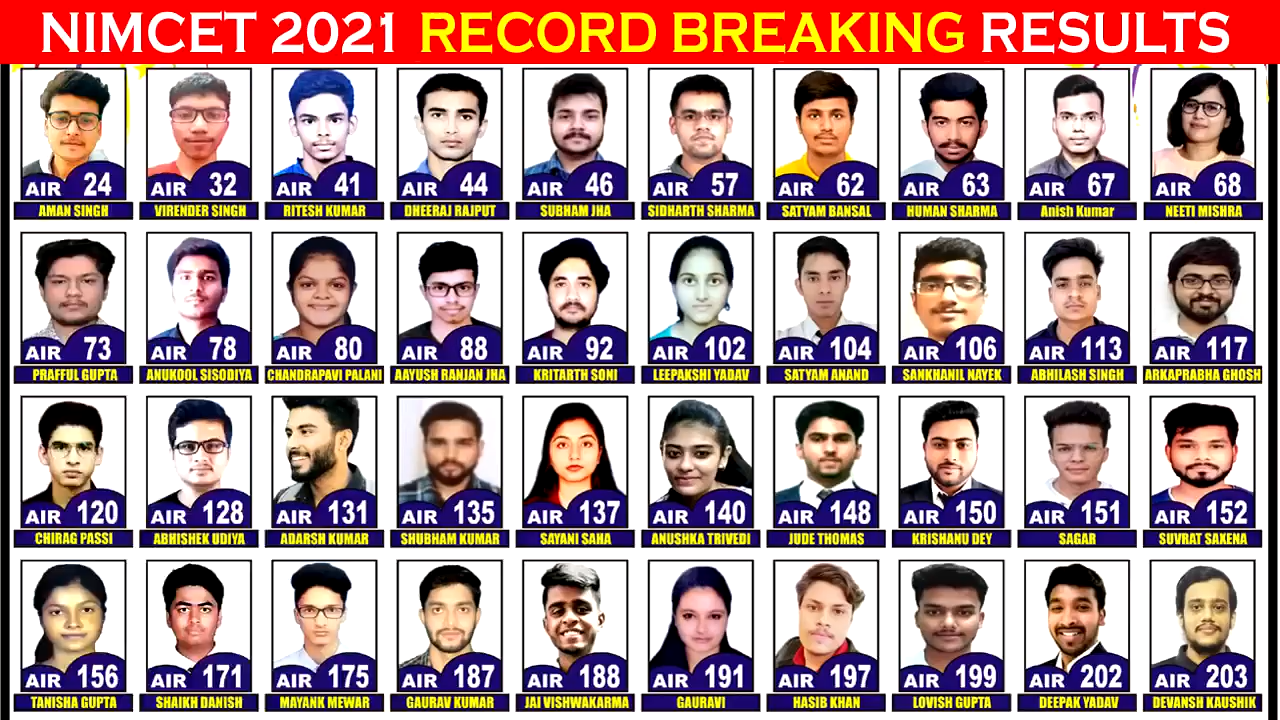 NIMCET 2021 RECORD BREAKING RESULTS
AIR 24 AIR 32 AIR 41 AIR 44 AIR 46 AIR 57 AIR 62 AIR 63 AIR 67 AIR 68
AMAN SINGH VIRENDER SINGH RITESH KUMAR DHEERAJ RAJPUT SUBHAM JHA SIDHARTH SHARMA SATYAM BANSAL HUMAN SHARMA Anish Kumar NEETI MISHRA
AIR 73 AIR 78 AIR 80 AIR 88 AIR 92 AIR 102 AIR 104 AIR 106 AIR 113 AIR 117
PRAFFUL GUPTA ANUKOOL SISODIYA CHANDRAPAVI PALANI AAYUSH RANJAN JHA KRITARTH SONI LEEPAKSHI YADAV SATYAM ANAND SANKHANIL NAYEK ABHILASH SINGH ARKAPRABHA GHOSH
AIR 120 AIR 128 AIR 131 AIR 135 AIR 137 AIR 140 AIR 148 AIR 150 AIR 151 AIR 152
CHIRAG PASSI ABHISHEK UDIYA ADARSH KUMAR SHUBHAM KUMAR SAYANI SAHA ANUSHKA TRIVEDI JUDE THOMAS KRISHANU DEY SAGAR SUVRAT SAXENA
AIR 156 AIR 171 AIR 175 AIR 187 AIR 188 AIR 191 AIR 197 AIR 199 AIR 202 AIR 203
TANISHA GUPTA SHAIKH DANISH MAYANK MEWAR GAURAV KUMAR JAI VISHWAKARMA GAURAVI HASIB KHAN LOVISH GUPTA DEEPAK YADAV DEVANSH KAUSHIK